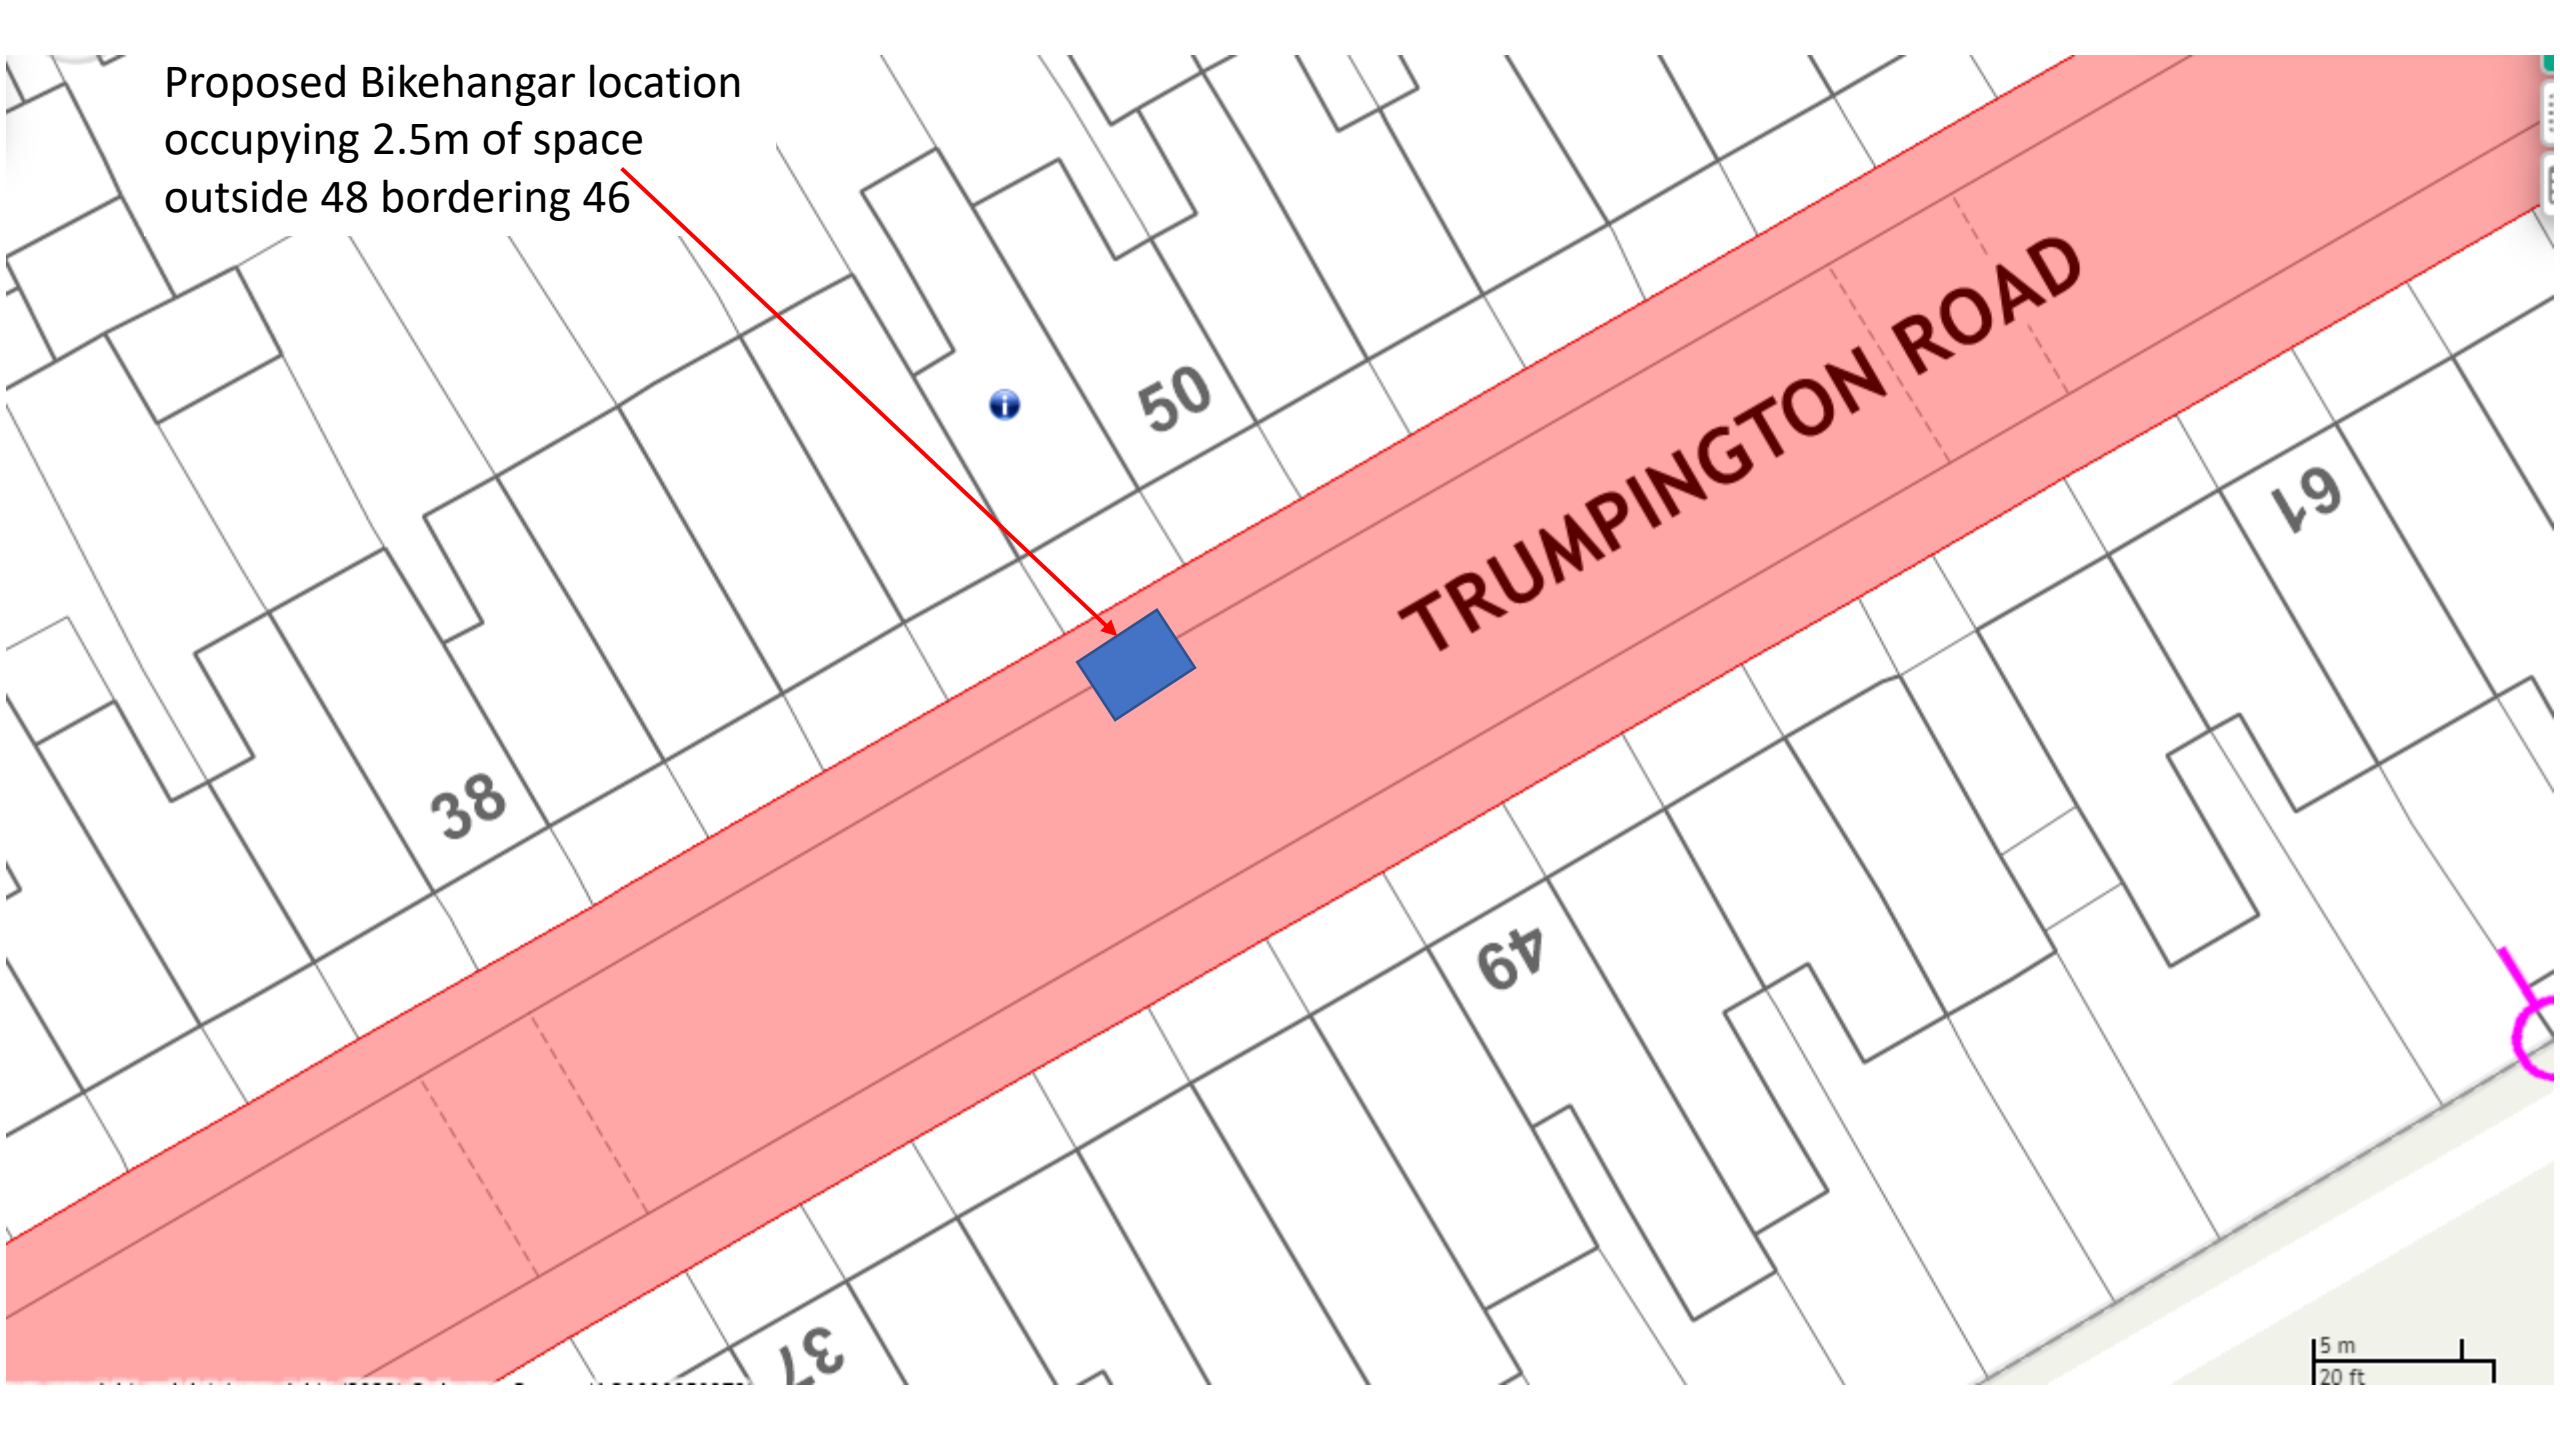 Proposed Bikehangar location
occupying 2.5m of space
outside 48 bordering 46
50
TRUMPINGTON ROAD
61
38
49
37
5 m
20 ft